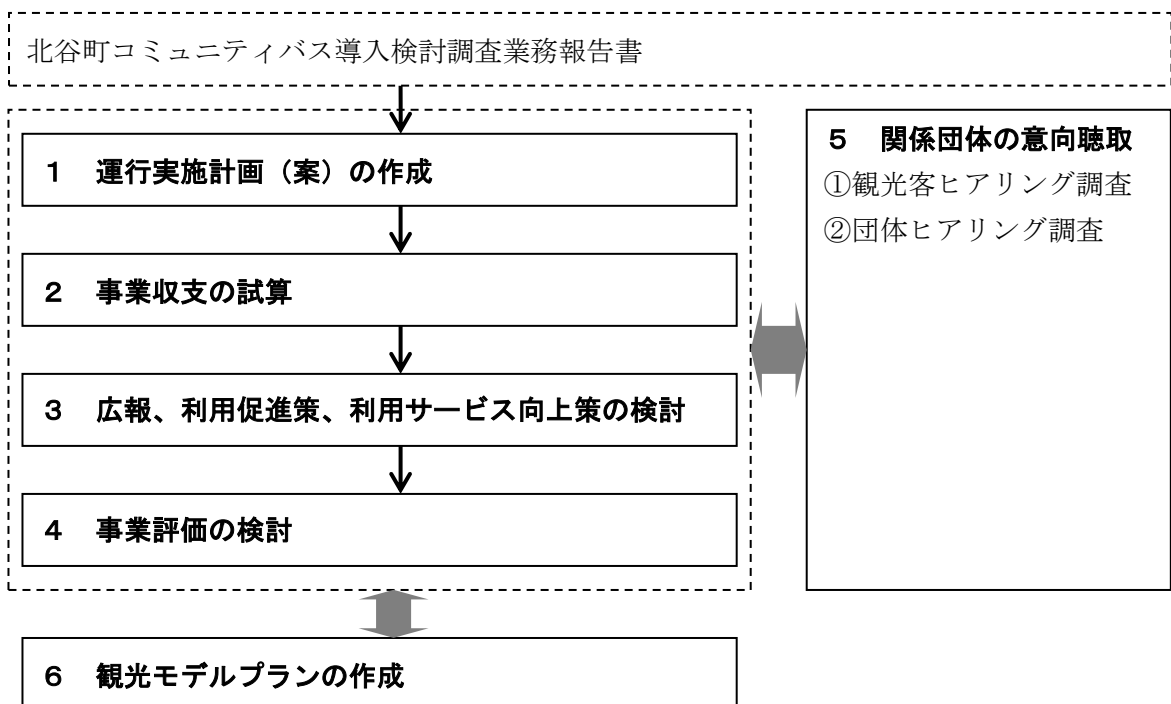 北谷町コミュニティバス導入検討調査業務報告書
1 運行実施計画（案）の作成
2 事業収支の試算
3 広報、利用促進策、利用サービス向上策の検討
4 事業評価の検討
5 関係団体の意向聴取
①観光客ヒアリング調査
②団体ヒアリング調査
6 観光モデルプランの作成